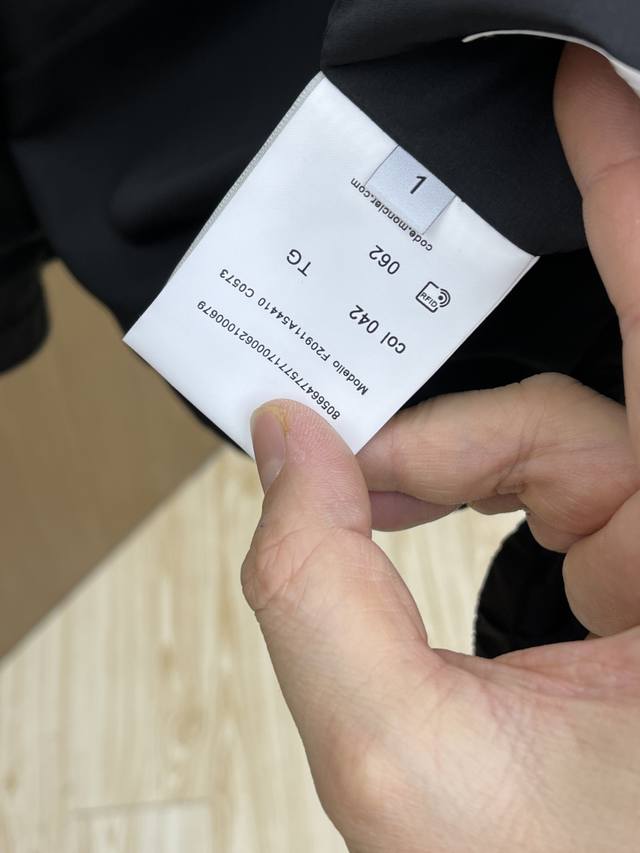 8056647757717000621000679
Modello F20911A54410 C0573
col 042 TG
RFID 062
code.moncler.com
1